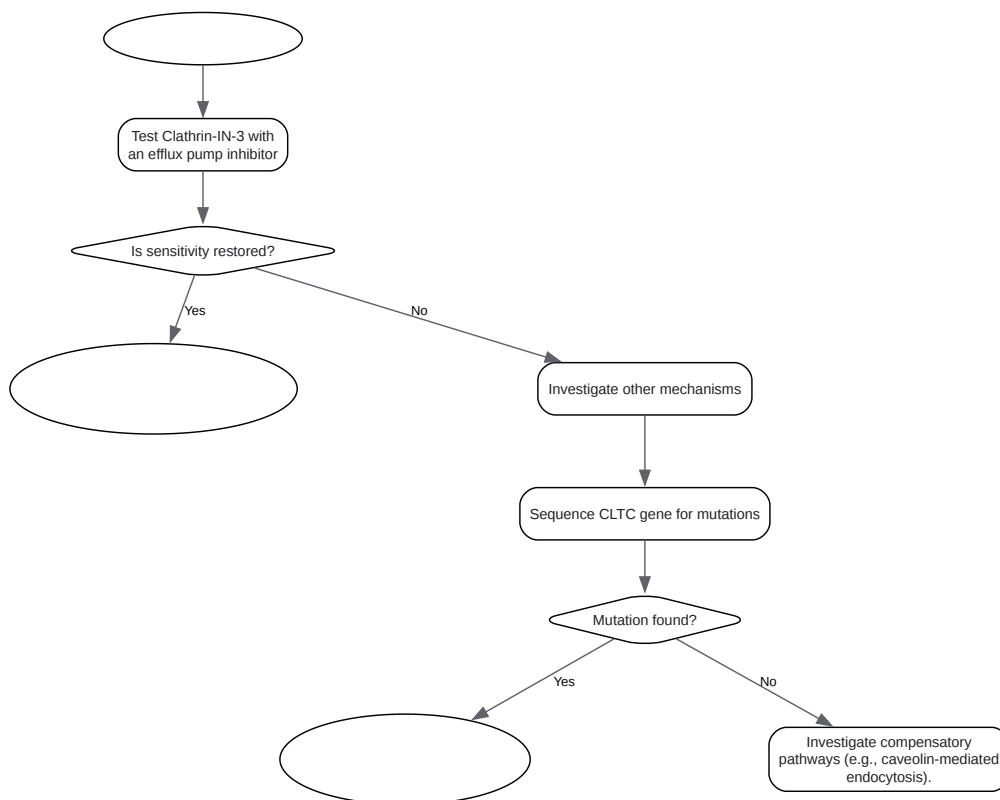 Test Clathrin-IN-3 with
an efflux pump inhibitor
Is sensitivity restored?
Yes
No
Investigate other mechanisms
Sequence CLTC gene for mutations
Mutation found?
Yes
No
Investigate compensatory
pathways (e.g., caveolin-mediated
endocytosis).